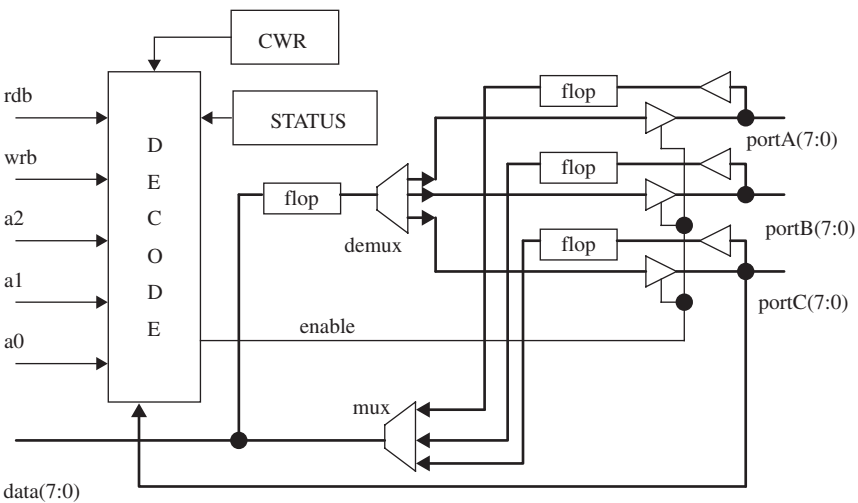 CWR
STATUS
rdb
wrb
a2
a1
a0
D
E
C
O
D
E
flop
demux
flop
flop
flop
portA(7:0)
portB(7:0)
portC(7:0)
enable
mux
data(7:0)